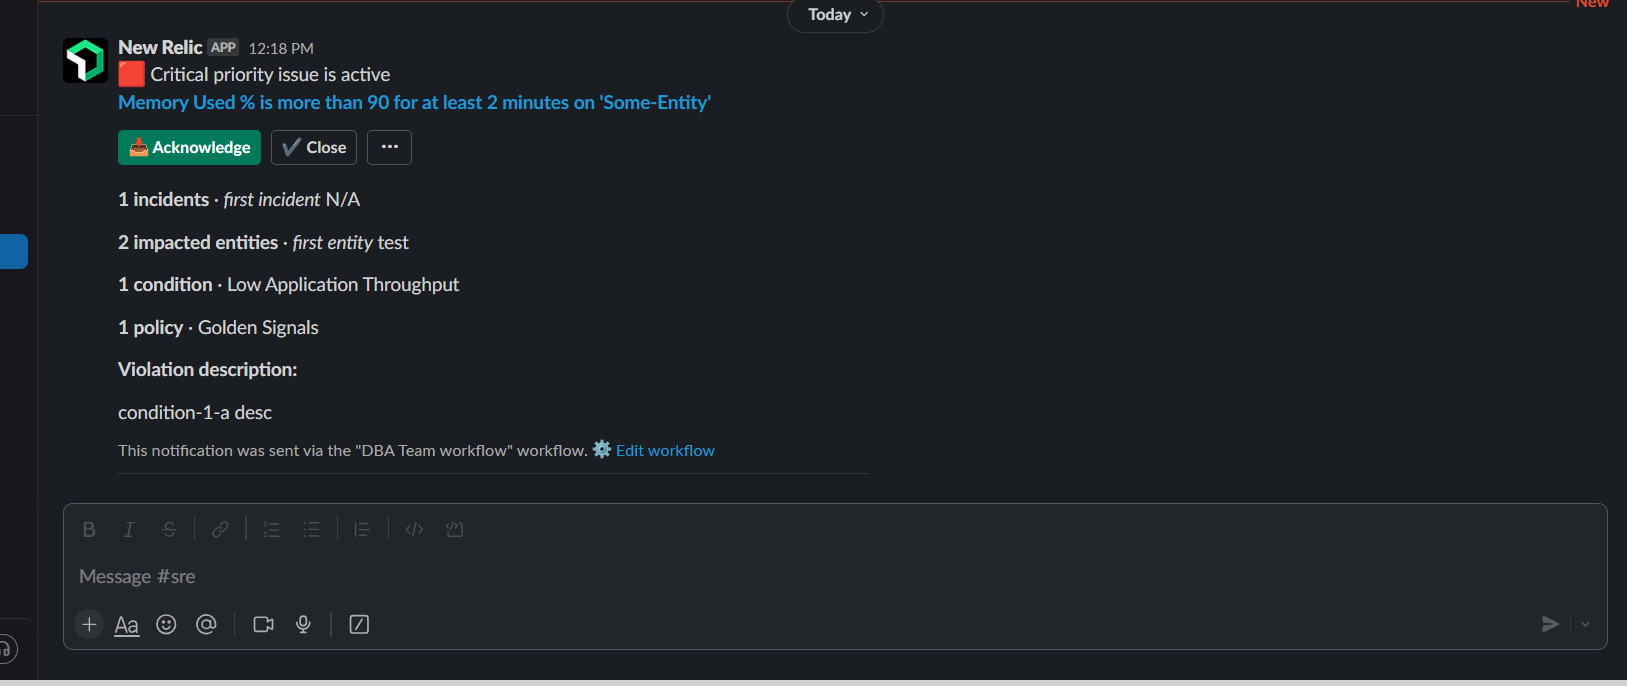 Today
New
New Relic APP 12:18 PM
Critical priority issue is active
Memory Used % is more than 90 for at least 2 minutes on 'Some-Entity'
Acknowledge Close
1 incidents · first incident N/A
2 impacted entities · first entity test
1 condition · Low Application Throughput
1 policy · Golden Signals
Violation description:
condition-1-a desc
This notification was sent via the "DBA Team workflow" workflow. Edit workflow
Message #sre
Aa